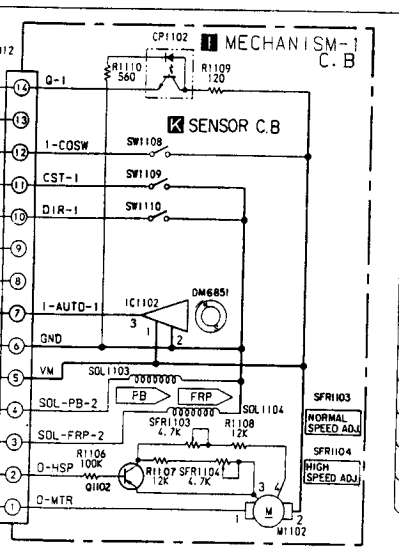 112
CP1102
I MECHANISM-1
C.B
R1110
560
R1109
120
14 Q-1
13
K SENSOR C.B
12 1-COSW
SW1108
11 CST-1
SW1109
10 DIR-1
SW1110
9
8
7 1-AUTO-1
IC1102
DM6851
3 1 2
6 GND
5 VM
SOL1103
PB
FRP
4 SOL-PB-2
SOL1104
SFR1103
4.7K
R1108
12K
3 SOL-FRP-2
SFR1103
NORMAL
SPEED ADJ
R1106
100K
2 D-HSP
Q1102
R1107
12K
SFR1104
4.7K
SFR1104
HIGH
SPEED ADJ
1 D-MTR
3 4
1 M 2
M1102